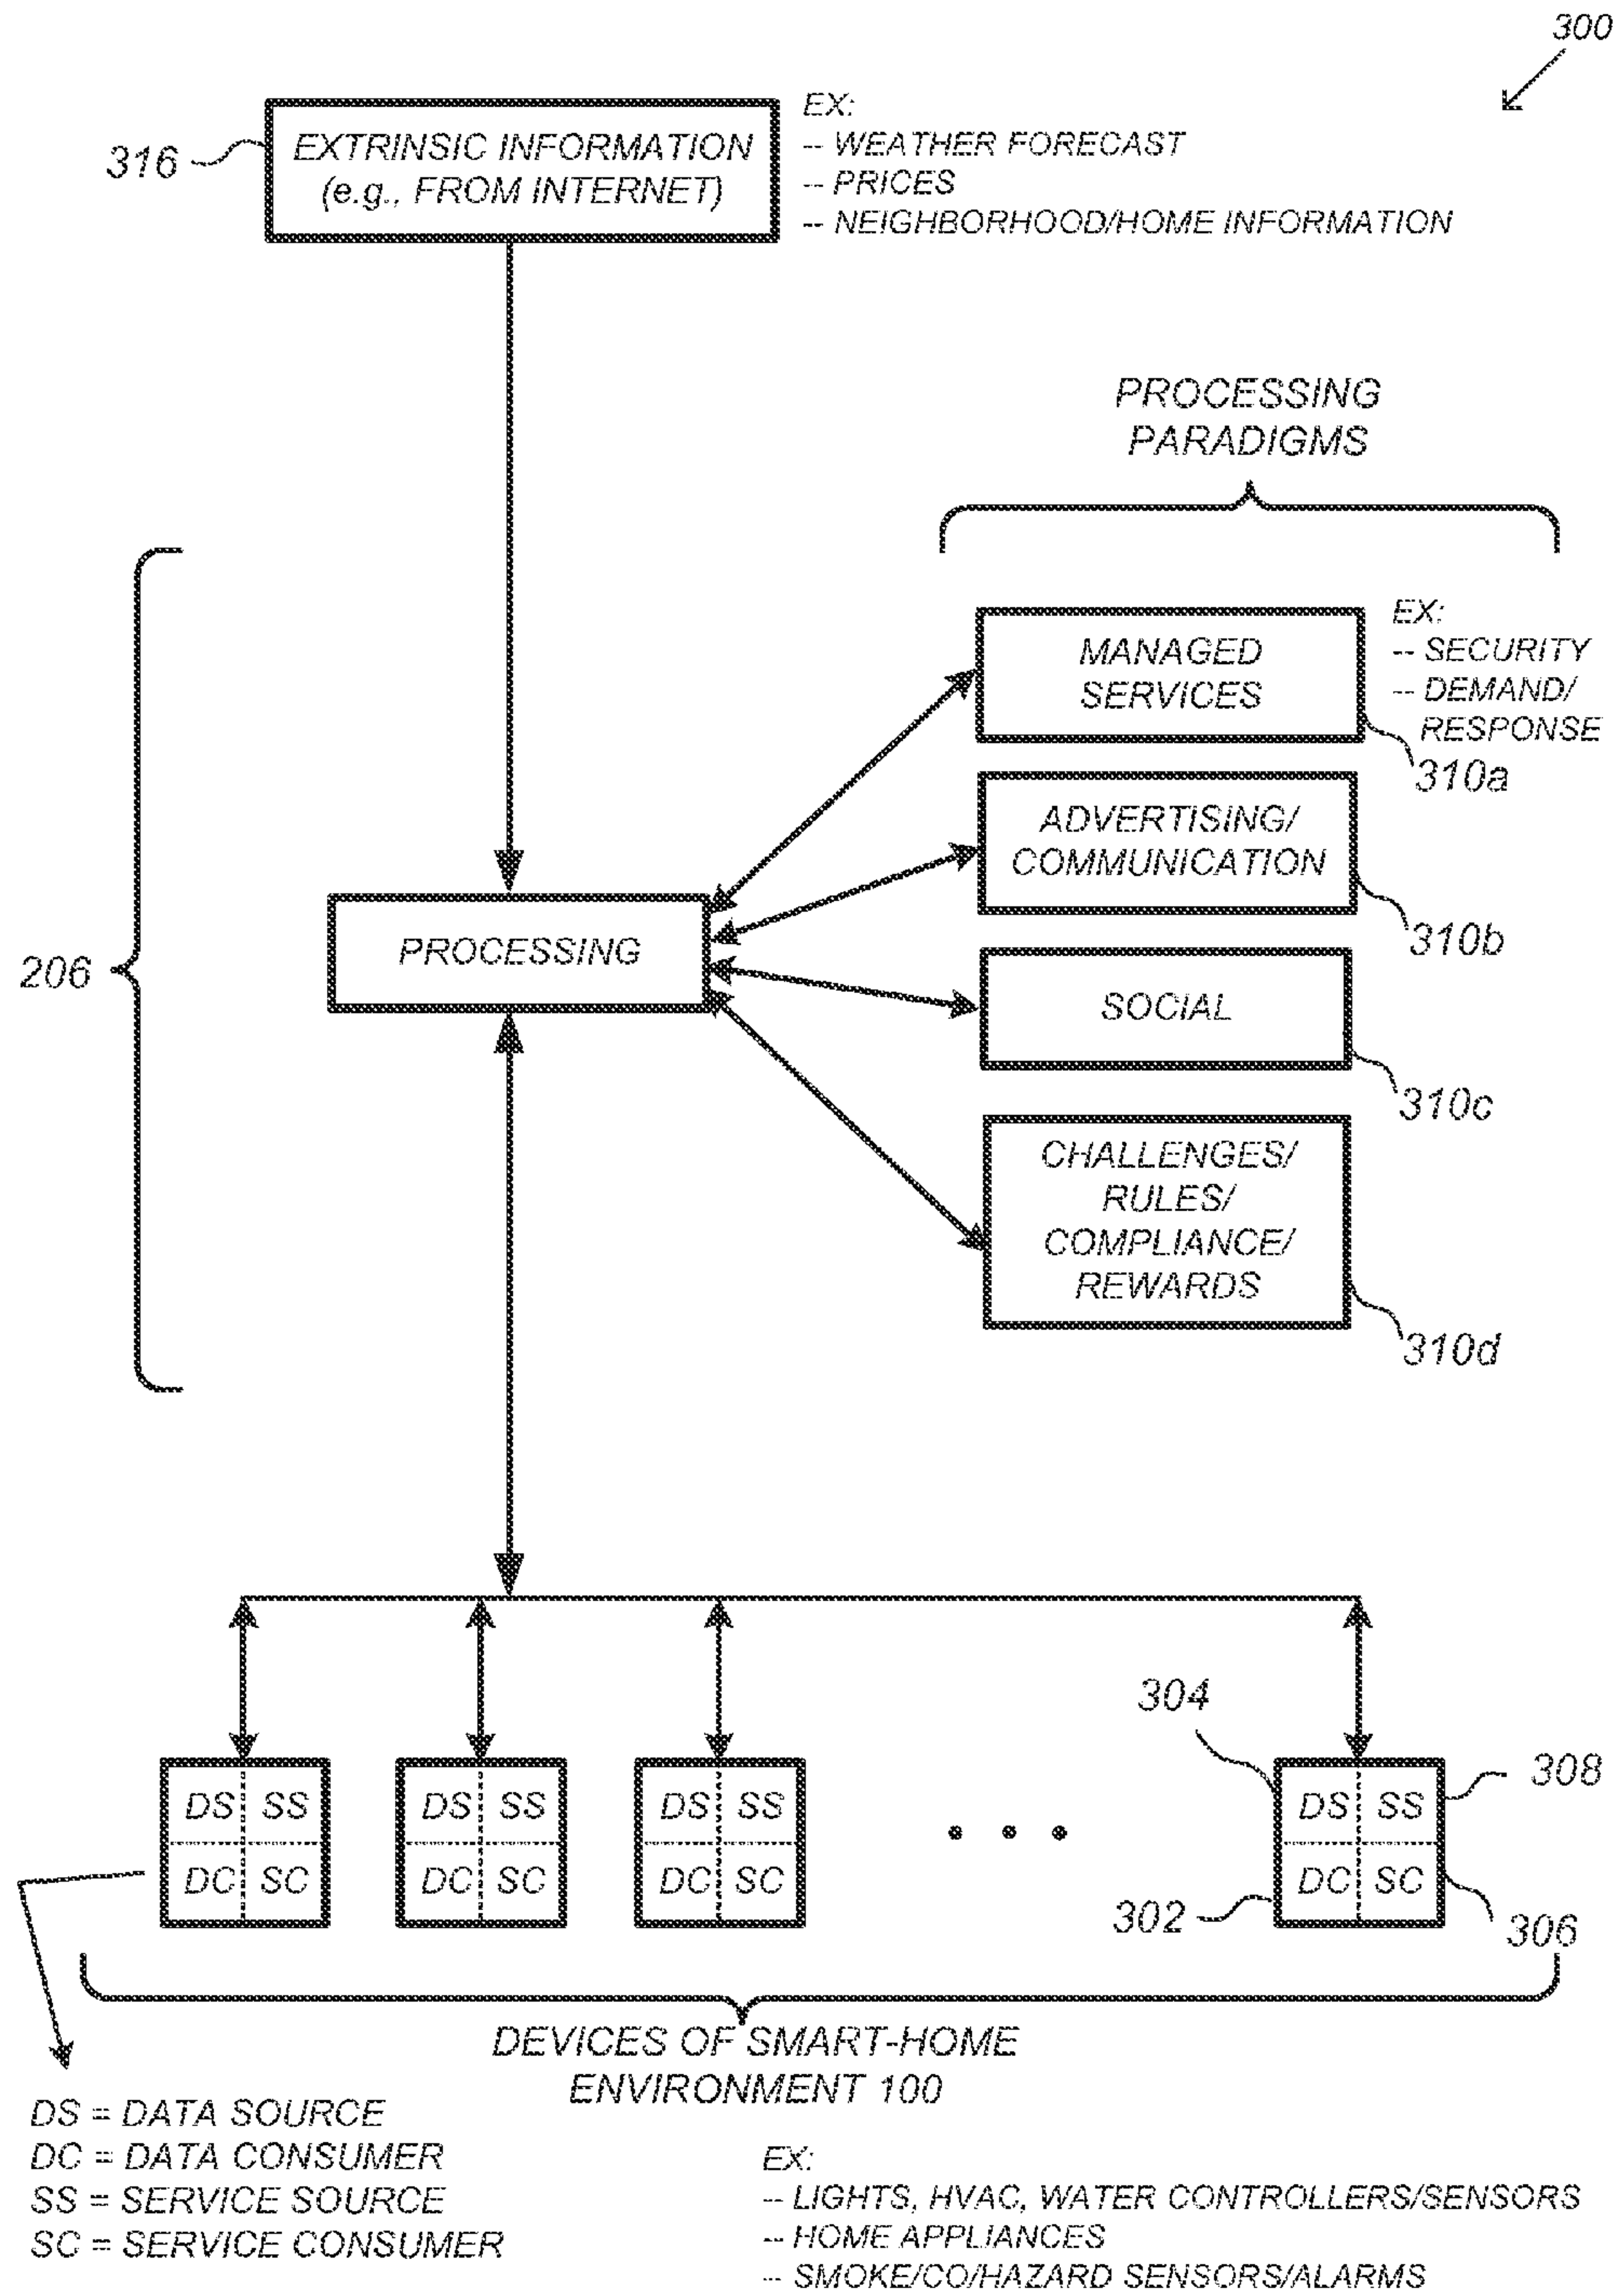 300
316
EXTRINSIC INFORMATION
(e.g., FROM INTERNET)
EX:
-- WEATHER FORECAST
-- PRICES
-- NEIGHBORHOOD/HOME INFORMATION
PROCESSING
PARADIGMS
206
PROCESSING
MANAGED
SERVICES
EX:
-- SECURITY
-- DEMAND/
RESPONSE
310a
ADVERTISING/
COMMUNICATION
310b
SOCIAL
310c
CHALLENGES/
RULES/
COMPLIANCE/
REWARDS
310d
304
308
DS SS
DC SC
DS SS
DC SC
DS SS
DC SC
• • •
DS SS
DC SC
302
306
DEVICES OF SMART-HOME
ENVIRONMENT 100
DS = DATA SOURCE
DC = DATA CONSUMER
SS = SERVICE SOURCE
SC = SERVICE CONSUMER
EX:
-- LIGHTS, HVAC, WATER CONTROLLERS/SENSORS
-- HOME APPLIANCES
-- SMOKE/CO/HAZARD SENSORS/ALARMS